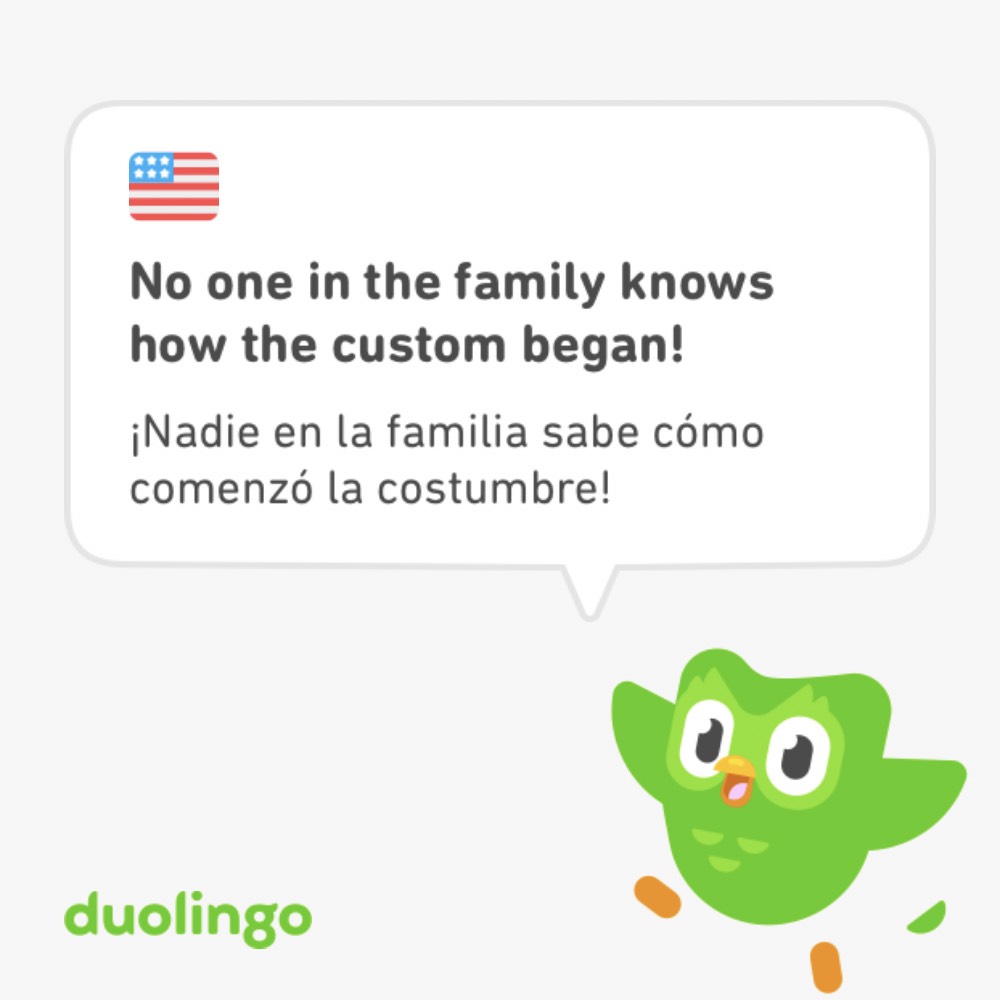 No one in the family knows
how the custom began!
¡Nadie en la familia sabe cómo
comenzó la costumbre!
duolingo